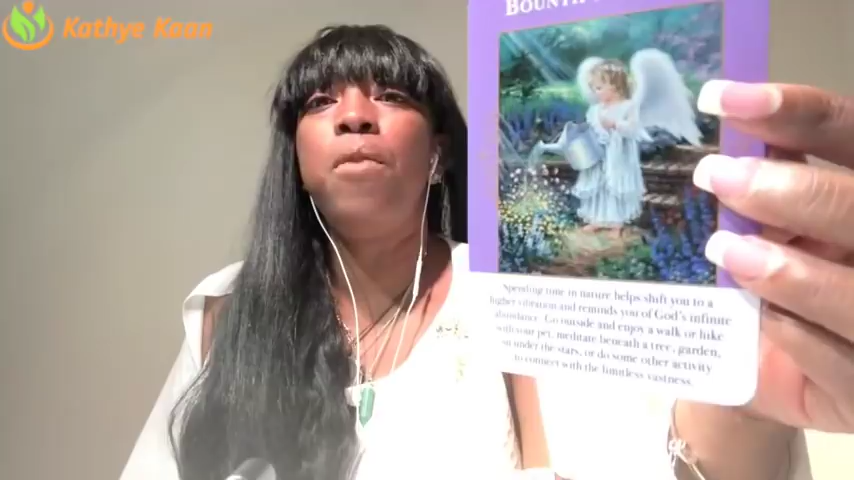 Kathye Kaan
BOUNTI
Spending time in nature helps shift you to a
higher vibration and reminds you of God's infinite
abundance. Go outside and enjoy a walk or hike
with your pet, meditate beneath a tree, garden,
sit under the stars, or do some other activity
to connect with the limitless vastness.